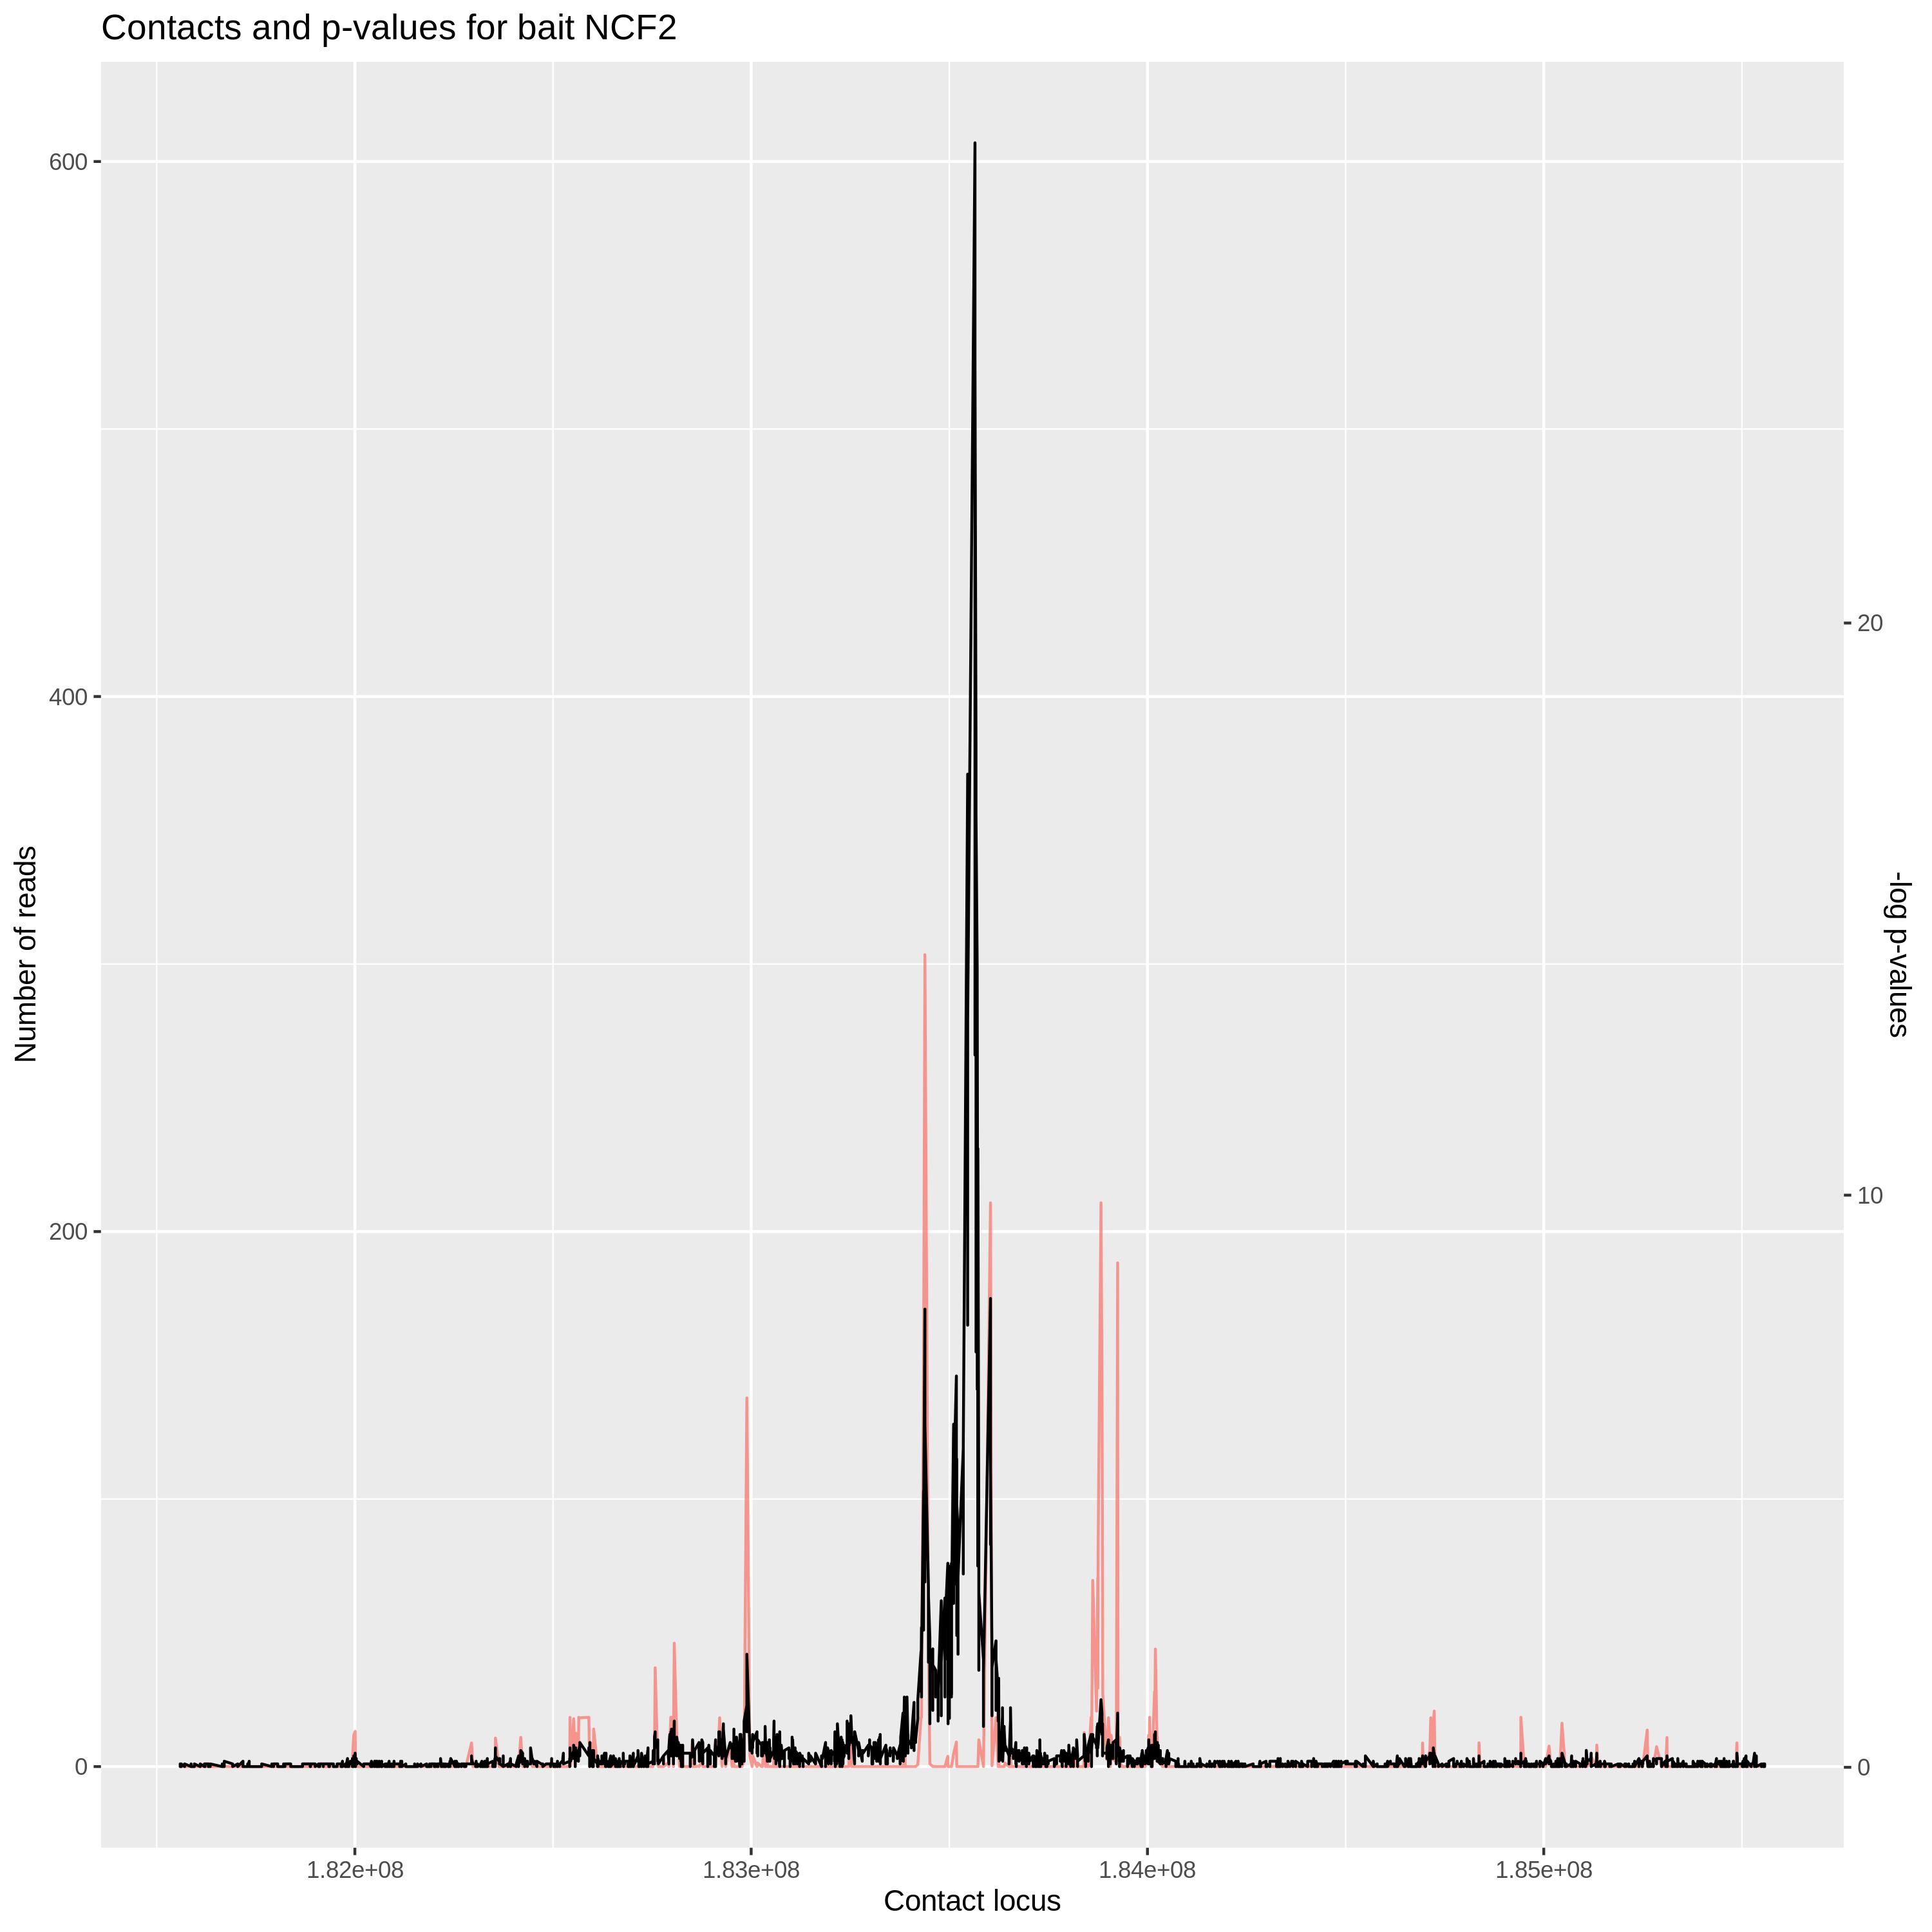 Contacts and p-values for bait NCF2
600
400
200
0
Number of reads
20
10
0
-log p-values
1.82e+08
1.83e+08
1.84e+08
1.85e+08
Contact locus